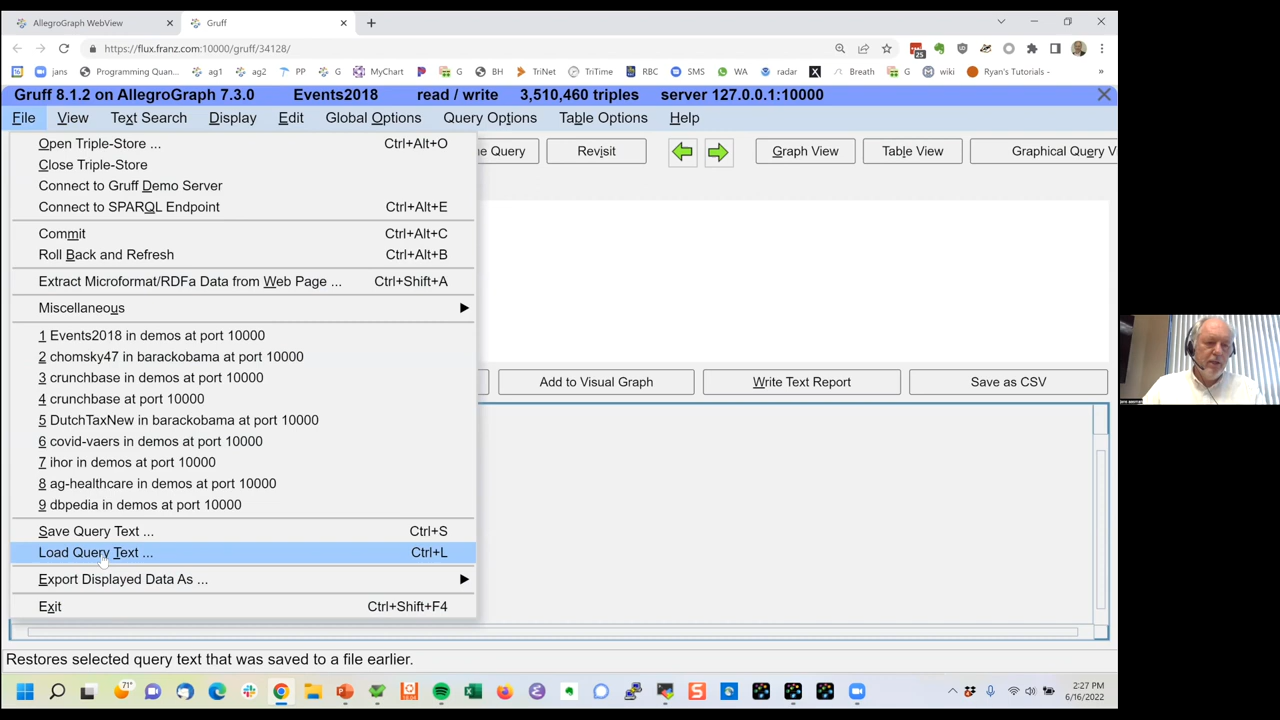 AllegroGraph WebView
Gruff
https://flux.franz.com:10000/gruff/34128/
25
jans
Programming Quan...
ag1
ag2
PP
G
MyChart
G
BH
TriNet
TriTime
RBC
SMS
WA
radar
Breath
G
wiki
Ryan's Tutorials -
»
Gruff 8.1.2 on AllegroGraph 7.3.0 Events2018 read / write 3,510,460 triples server 127.0.0.1:10000
File View Text Search Display Edit Global Options Query Options Table Options Help
Open Triple-Store ... Ctrl+Alt+O
ne Query
Revisit
Graph View
Table View
Graphical Query V
Close Triple-Store
Connect to Gruff Demo Server
Connect to SPARQL Endpoint Ctrl+Alt+E
Commit Ctrl+Alt+C
Roll Back and Refresh Ctrl+Alt+B
Extract Microformat/RDFa Data from Web Page ... Ctrl+Shift+A
Miscellaneous
1 Events2018 in demos at port 10000
2 chomsky47 in barackobama at port 10000
3 crunchbase in demos at port 10000
Add to Visual Graph
Write Text Report
Save as CSV
4 crunchbase at port 10000
5 DutchTaxNew in barackobama at port 10000
6 covid-vaers in demos at port 10000
7 ihor in demos at port 10000
8 ag-healthcare in demos at port 10000
9 dbpedia in demos at port 10000
Save Query Text ... Ctrl+S
Load Query Text ... Ctrl+L
Export Displayed Data As ...
Exit Ctrl+Shift+F4
Restores selected query text that was saved to a file earlier.
71°
2:27 PM
6/16/2022